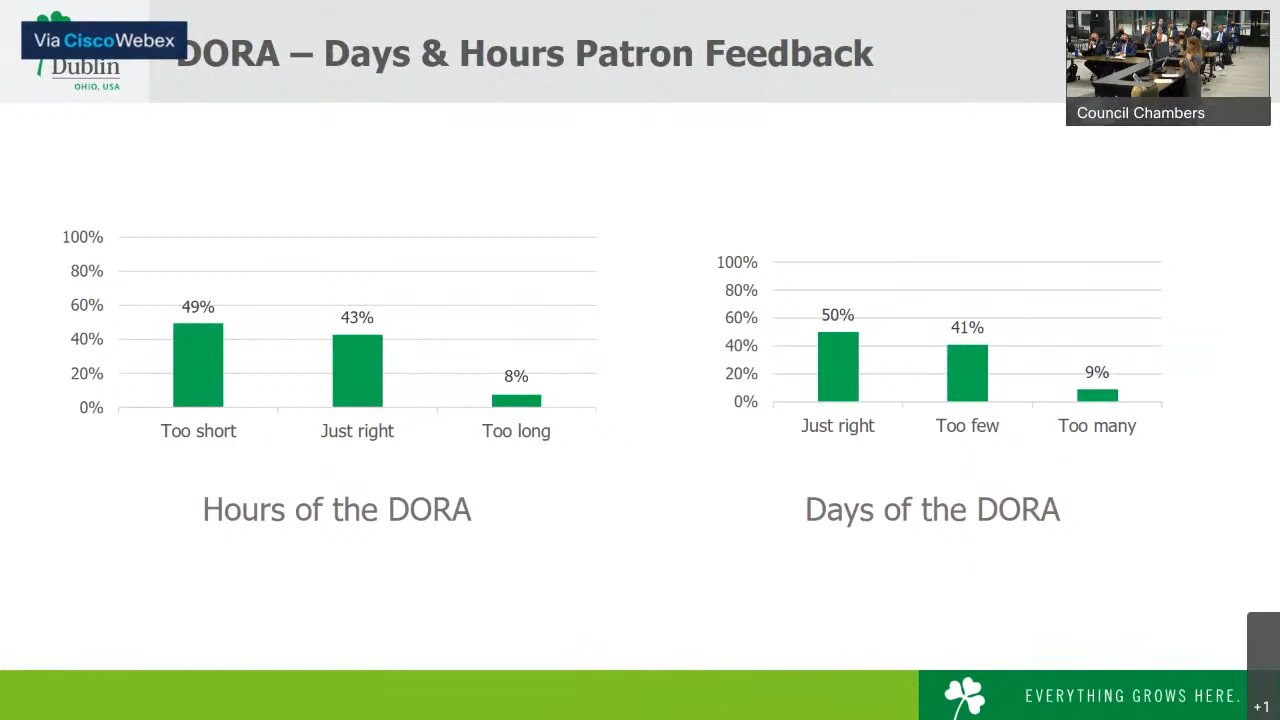 Via CiscoWebex
Dublin
OHIO, USA
DORA – Days & Hours Patron Feedback
Council Chambers
100%
80%
60%
40%
20%
0%
49%
43%
8%
Too short
Just right
Too long
Hours of the DORA
100%
80%
60%
40%
20%
0%
50%
41%
9%
Just right
Too few
Too many
Days of the DORA
EVERYTHING GROWS HERE.
+1